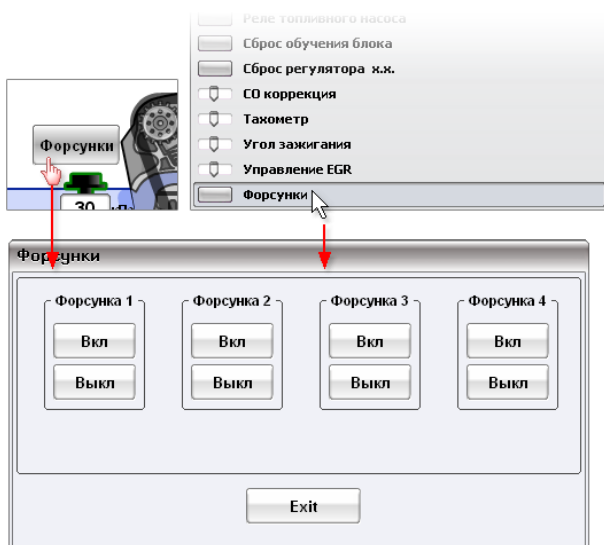 Реле топливного насоса
Сброс обучения блока
Сброс регулятора х.х.
СО коррекция
Тахометр
Угол зажигания
Управление EGR
Форсунки
Форсунки
30
Форсунки
Форсунка 1
Форсунка 2
Форсунка 3
Форсунка 4
Вкл
Вкл
Вкл
Вкл
Выкл
Выкл
Выкл
Выкл
Exit